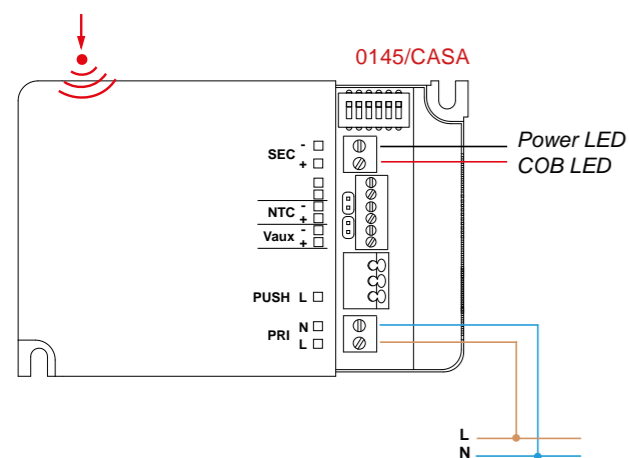 0145/CASA
SEC - +
Power LED
COB LED
NTC - +
Vaux - +
PUSH L
PRI N L
L
N